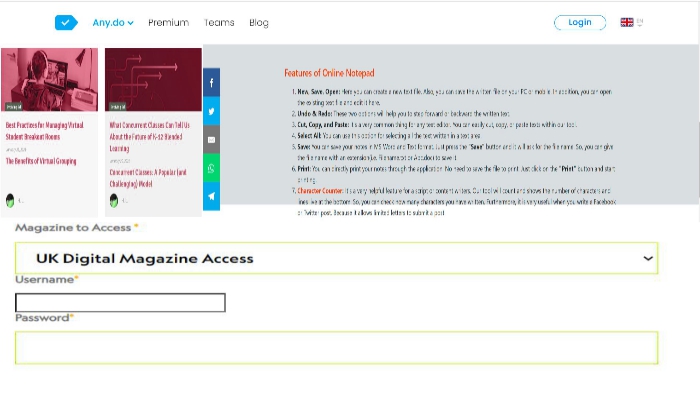 Any.do
Premium
Teams
Blog
Login
EN
Best Practices for Managing Virtual
Student Breakout Rooms
The Benefits of Virtual Grouping
What Concurrent Classes Can Tell Us
About the Future of K-12 Blended
Learning
Concurrent Classes: A Popular (and
Challenging) Model
Features of Online Notepad
1. New, Save. Open: Here you can create a new text file. Also, you can save the written file on your PC or mobile. In addition, you can open
the existing text file and edit it here.
2. Undo & Redo: These two options will help you to step forward or backward the written text.
3. Cut, Copy, and Paste: It's a very common thing for any text editor. You can easily cut, copy, or paste texts within our tool.
4. Select All: You can use this option for selecting all the text written in a text area.
5. Save: You can save your notes in MS Word and Text format. Just press the "Save" button and it will ask for the file name. So, you can give
the file name with an extension
6. Print: You can directly print your notes through the application. No need to save the file to print. Just click on the "Print" button and start
printing.
7. Character Counter: It's a very helpful feature for a script or content writers. Our tool will count and shows the number of characters and
lines live at the bottom. So, you can check how many characters you have written. Furthermore, it is very useful when you write a Facebook
or Twitter post. Because it allows limited letters to submit a post.
Magazine to Access *
UK Digital Magazine Access
Username*
Password*